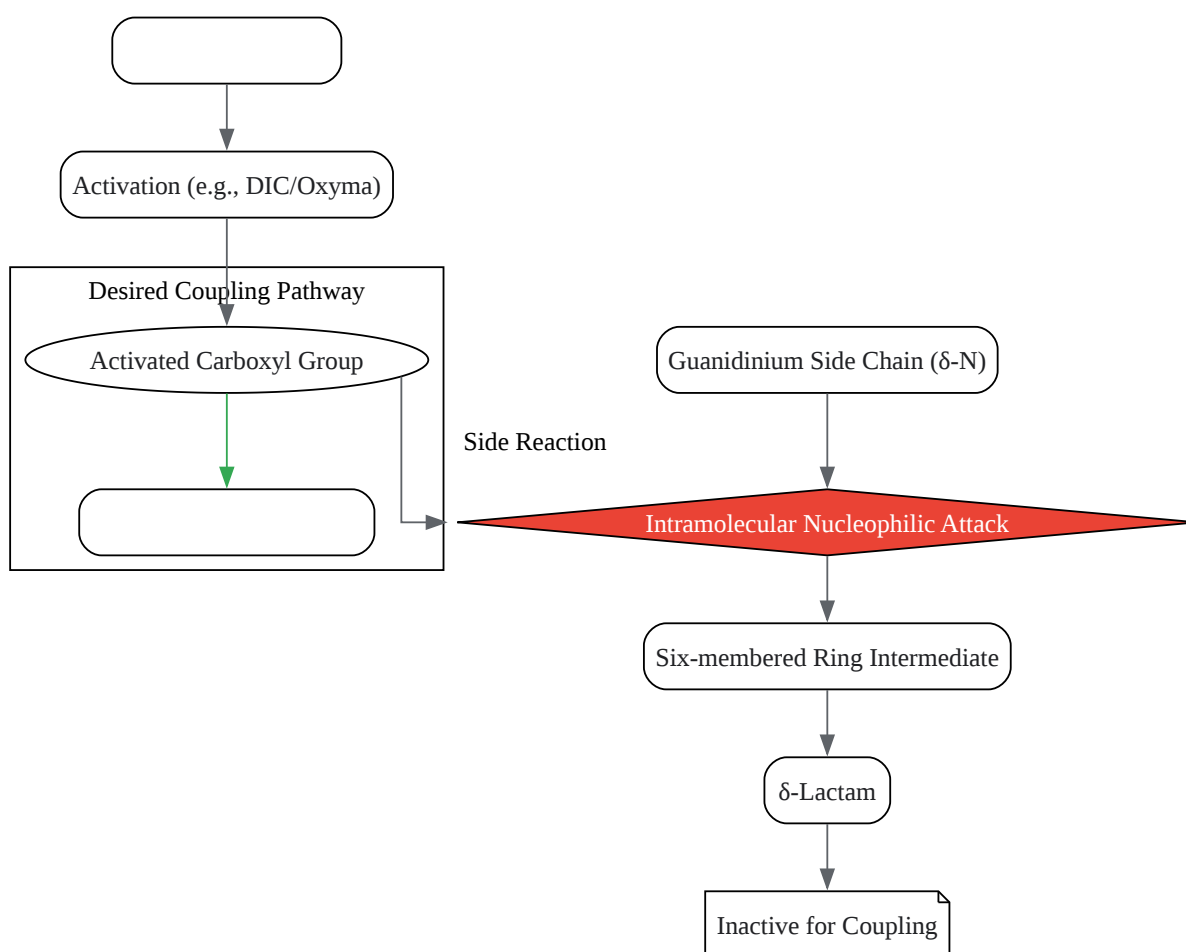 Activation (e.g., DIC/Oxyma)
Desired Coupling Pathway
Activated Carboxyl Group
Guanidinium Side Chain (δ-N)
Side Reaction
Intramolecular Nucleophilic Attack
Six-membered Ring Intermediate
δ-Lactam
Inactive for Coupling